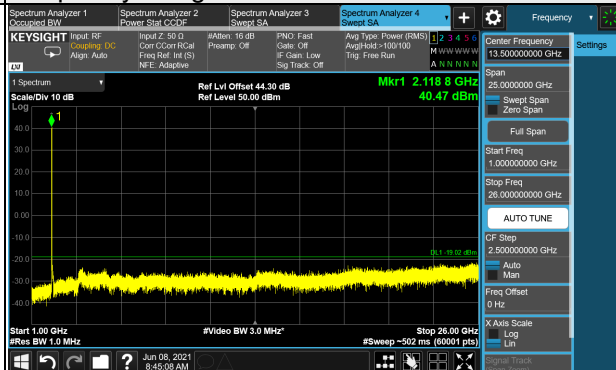 Spectrum Analyzer 1
Occupied BW
Spectrum Analyzer 2
Power Stat CCDF
Spectrum Analyzer 3
Swept SA
Spectrum Analyzer 4
Swept SA
+
Frequency
KEYSIGHT
Input: RF
Coupling: DC
Align: Auto
Input Z: 50 Ω
Corr CCorr RCal
Freq Ref: Int (S)
NFE: Adaptive
#Atten: 16 dB
Preamp: Off
PNO: Fast
Gate: Off
IF Gain: Low
Sig Track: Off
Avg Type: Power (RMS)
Avg|Hold:>100/100
Trig: Free Run
1 2 3 4 5 6
M W W W W W
A N N N N N
LXI
1 Spectrum
Scale/Div 10 dB
Log
Ref Lvl Offset 44.30 dB
Ref Level 50.00 dBm
Mkr1 2.118 8 GHz
40.47 dBm
1
40.0
30.0
20.0
10.0
0.00
-10.0
-20.0
-30.0
-40.0
DL1 -19.02 dBm
Start 1.00 GHz
#Res BW 1.0 MHz
#Video BW 3.0 MHz*
Stop 26.00 GHz
#Sweep ~502 ms (60001 pts)
?
Jun 08, 2021
8:45:08 AM
Center Frequency
13.500000000 GHz
Settings
Span
25.0000000 GHz
Swept Span
Zero Span
Full Span
Start Freq
1.000000000 GHz
Stop Freq
26.000000000 GHz
AUTO TUNE
CF Step
2.500000000 GHz
Auto
Man
Freq Offset
0 Hz
X Axis Scale
Log
Lin
Signal Track